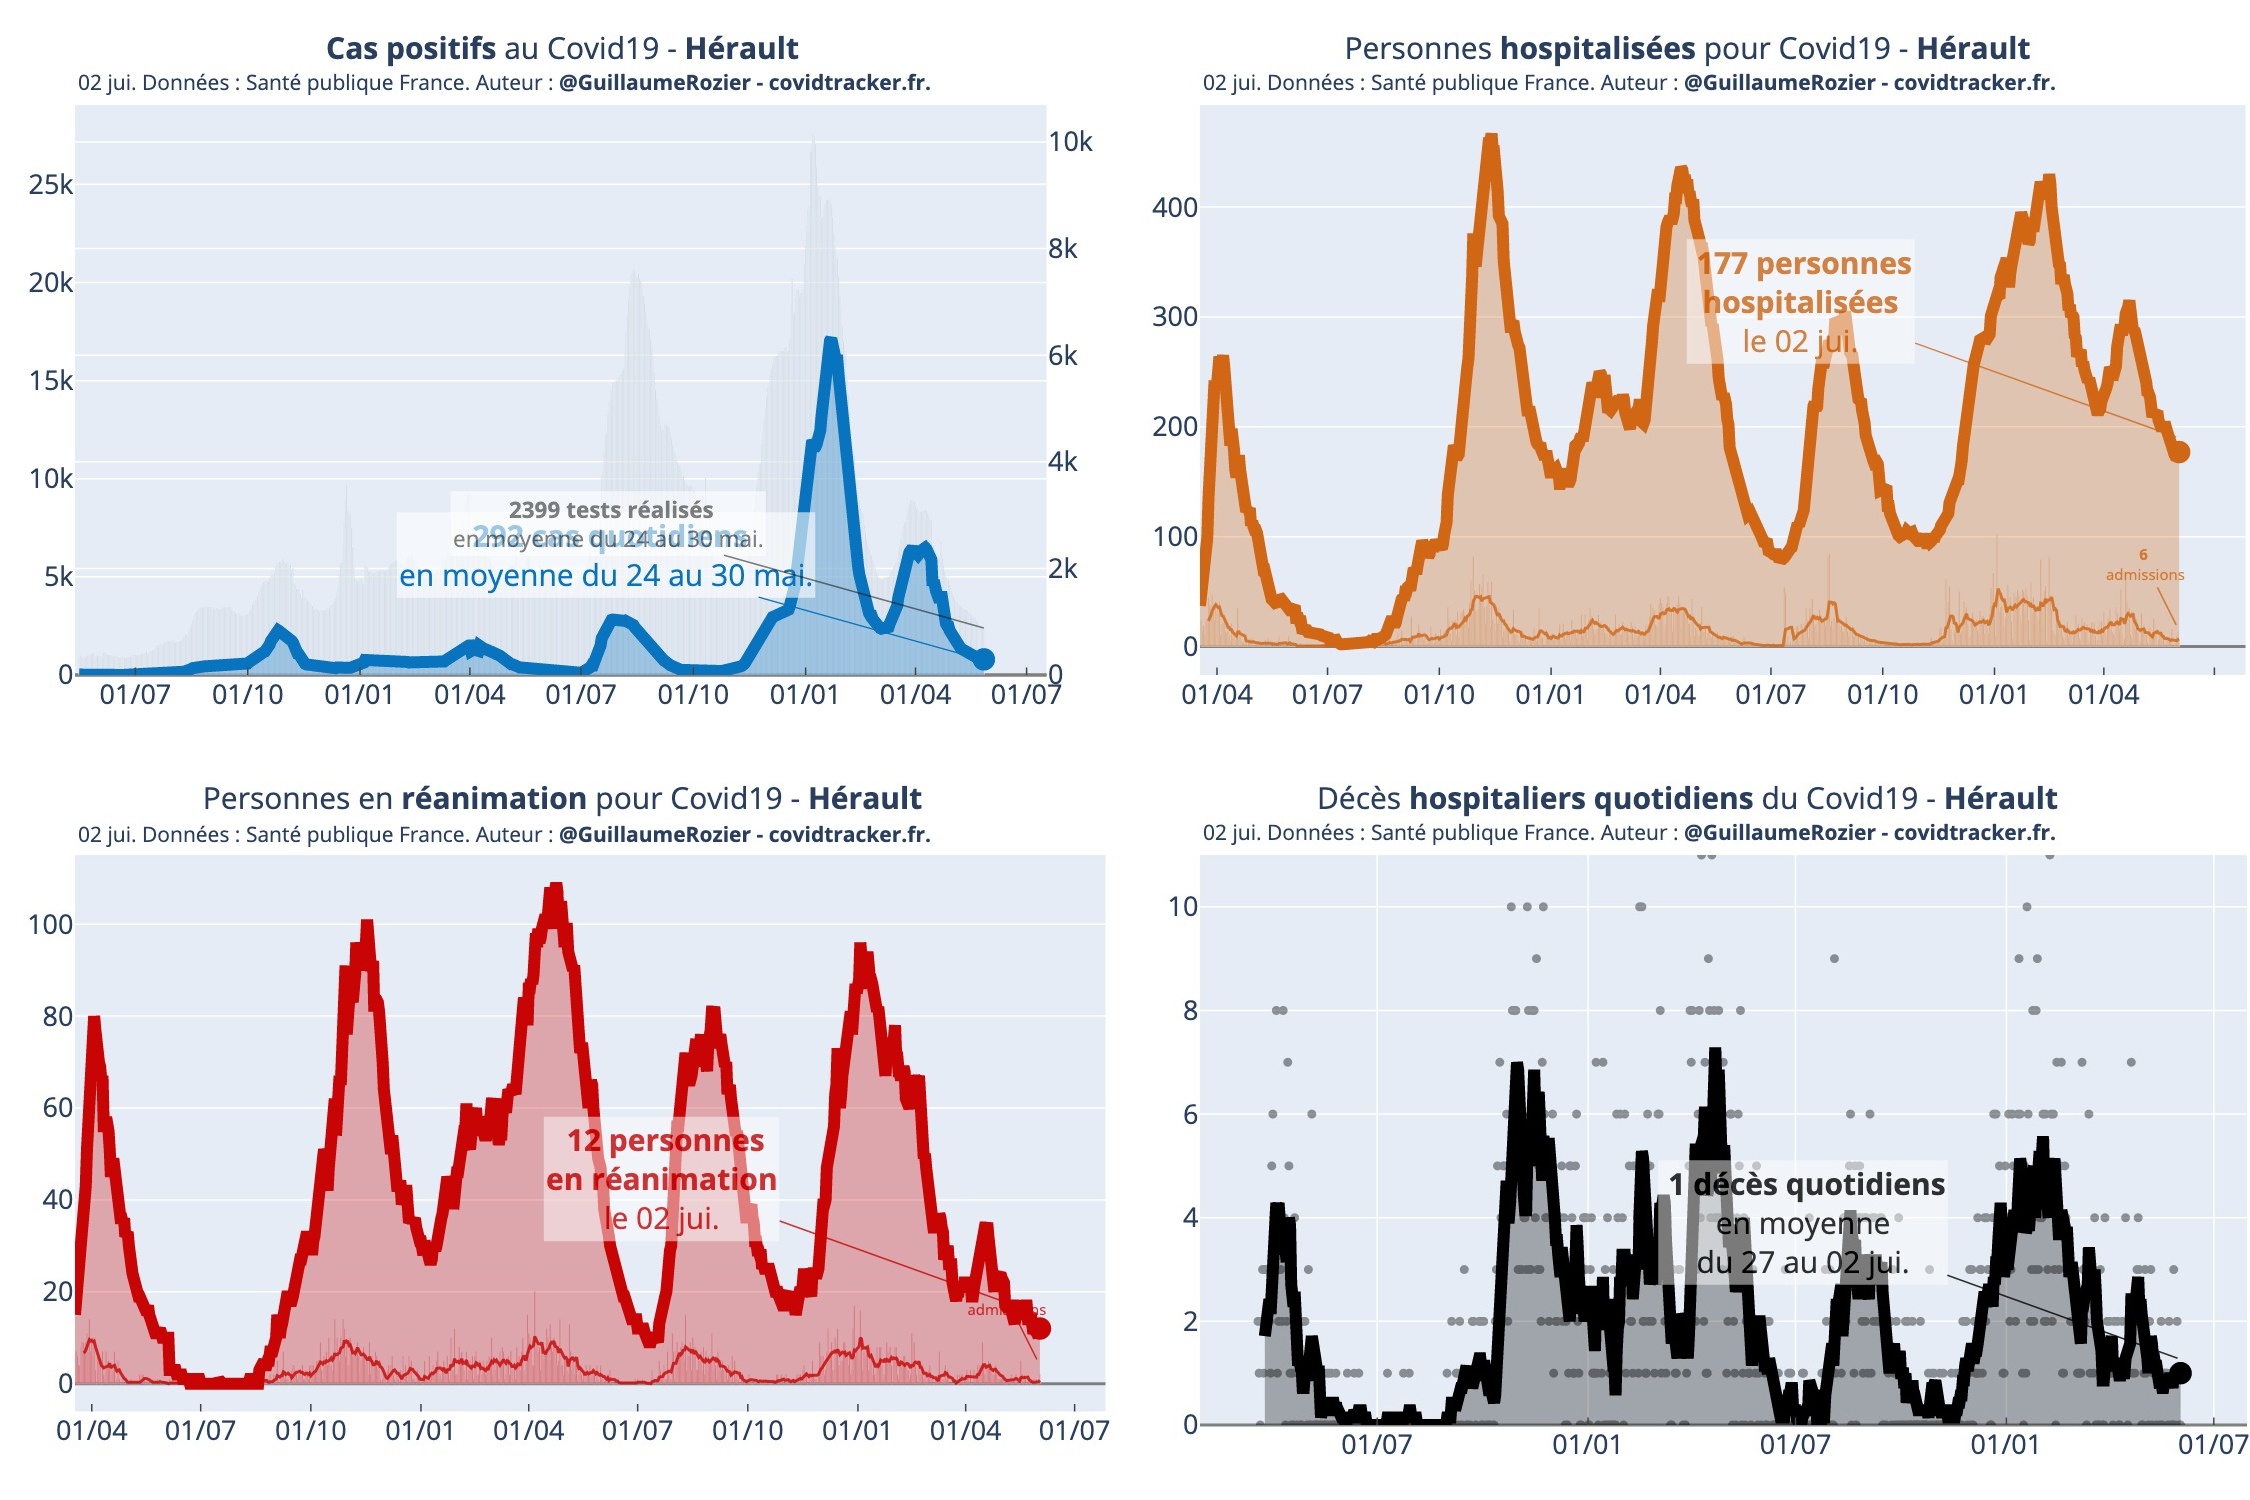 Cas positifs au Covid19 - Hérault
02 jui. Données : Santé publique France. Auteur : @GuillaumeRozier - covidtracker.fr.
25k
20k
15k
10k
5k
0
10k
8k
6k
4k
2k
0
2399 tests réalisés
en moyenne du 24 au 30 mai.
292 cas quotidiens
en moyenne du 24 au 30 mai.
01/07 01/10 01/01 01/04 01/07 01/10 01/01 01/04 01/07
Personnes hospitalisées pour Covid19 - Hérault
02 jui. Données : Santé publique France. Auteur : @GuillaumeRozier - covidtracker.fr.
400
300
200
100
0
177 personnes
hospitalisées
le 02 jui.
6
admissions
01/04 01/07 01/10 01/01 01/04 01/07 01/10 01/01 01/04
Personnes en réanimation pour Covid19 - Hérault
02 jui. Données : Santé publique France. Auteur : @GuillaumeRozier - covidtracker.fr.
100
80
60
40
20
0
12 personnes
en réanimation
le 02 jui.
admissions
01/04 01/07 01/10 01/01 01/04 01/07 01/10 01/01 01/04 01/07
Décès hospitaliers quotidiens du Covid19 - Hérault
02 jui. Données : Santé publique France. Auteur : @GuillaumeRozier - covidtracker.fr.
10
8
6
4
2
0
1 décès quotidiens
en moyenne
du 27 au 02 jui.
01/07 01/01 01/07 01/01 01/07